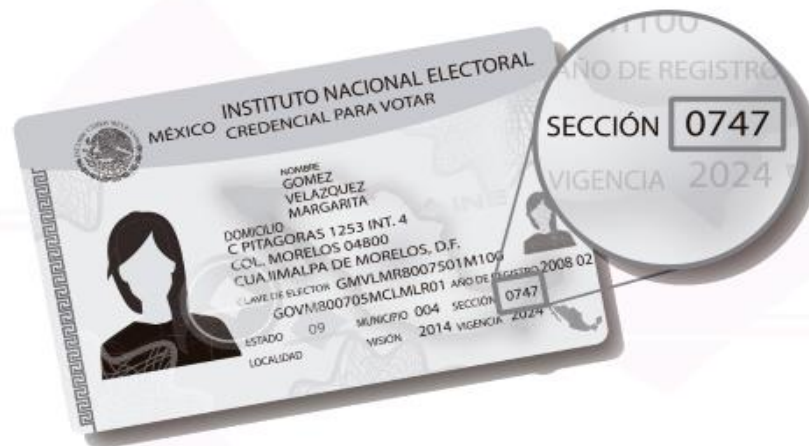 MÉXICO INSTITUTO NACIONAL ELECTORAL
CREDENCIAL PARA VOTAR
NOMBRE
GOMEZ
VELAZQUEZ
MARGARITA
DOMICILIO
C PITAGORAS 1253 INT. 4
COL. MORELOS 04800
CUAJIMALPA DE MORELOS, D.F.
CLAVE DE ELECTOR GMVLMR8007501M100
GOVM800705MCLMLR01 AÑO DE REGISTRO 2008 02
ESTADO 09 MUNICIPIO 004 SECCIÓN 0747
LOCALIDAD VISIÓN 2014 VIGENCIA 2024
AÑO DE REGISTRO
SECCIÓN 0747
VIGENCIA 2024